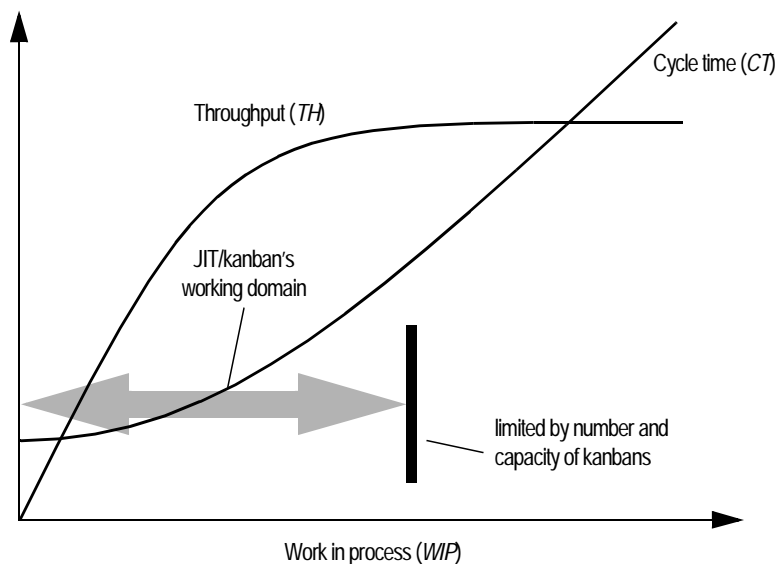 Cycle time (CT)
Throughput (TH)
JIT/kanban's
working domain
limited by number and
capacity of kanbans
Work in process (WIP)